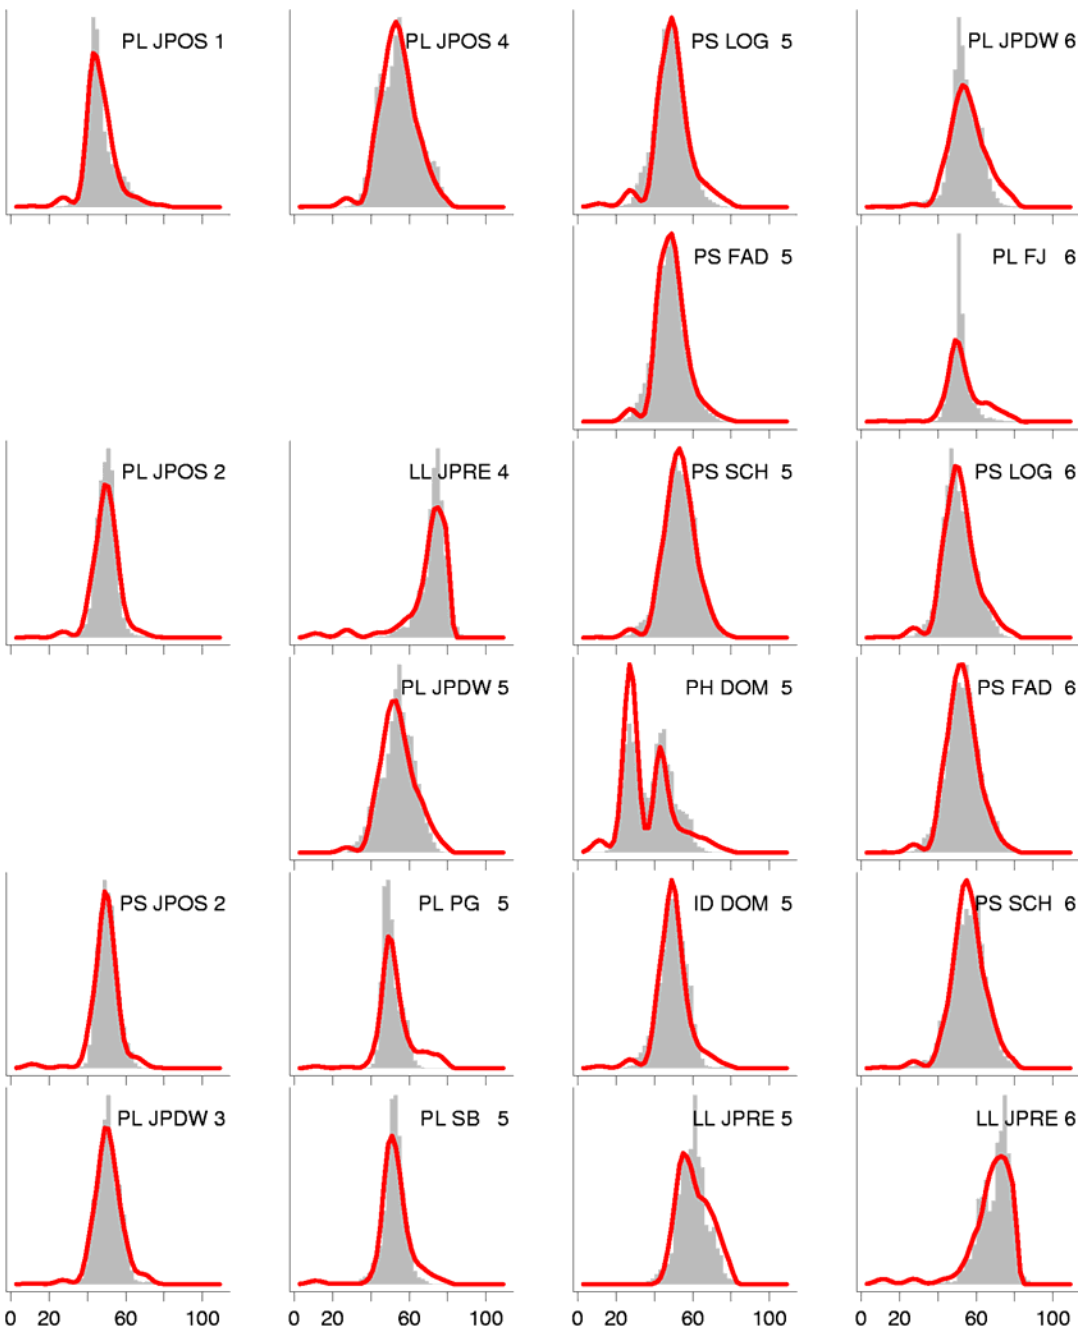 PL JPOS 1 PL JPOS 4 PS LOG 5 PL JPDW 6
PS FAD 5 PL FJ 6
PL JPOS 2 LL JPRE 4 PS SCH 5 PS LOG 6
PL JPDW 5 PH DOM 5 PS FAD 6
PS JPOS 2 PL PG 5 ID DOM 5 PS SCH 6
PL JPDW 3 PL SB 5 LL JPRE 5 LL JPRE 6
0 20 60 100 0 20 60 100 0 20 60 100 0 20 60 100